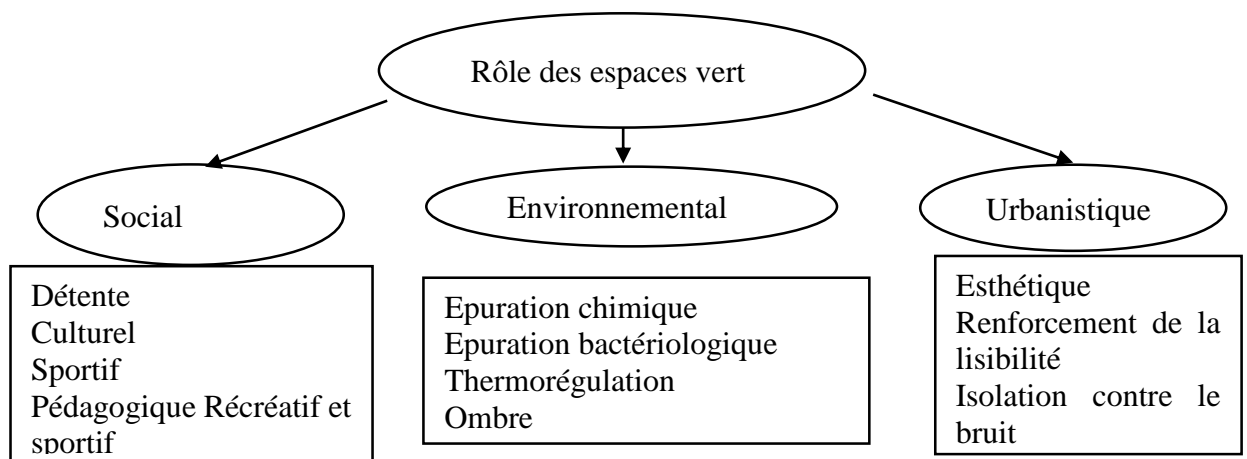 Rôle des espaces vert
Social
Environnemental
Urbanistique
Détente
Culturel
Sportif
Pédagogique Récréatif et
sportif
Epuration chimique
Epuration bactériologique
Thermorégulation
Ombre
Esthétique
Renforcement de la
lisibilité
Isolation contre le
bruit